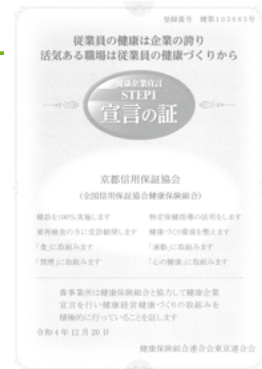 登録番号 健第103683号
従業員の健康は企業の誇り
活気ある職場は従業員の健康づくりから
健康企業宣言
STEP1
宣言の証
京都信用保証協会
(全国信用保証協会健康保険組合)
健診を100%実施します
特定保健指導の活用をします
要再検査の方に受診勧奨します
健康づくり環境を整えます
「食」に取組みます
「運動」に取組みます
「禁煙」に取組みます
「心の健康」に取組みます
貴事業所は健康保険組合と協力して健康企業
宣言を行い健康経営健康づくりの取組みを
積極的に行っていることを証します
令和4年12月20日
健康保険組合連合会東京連合会